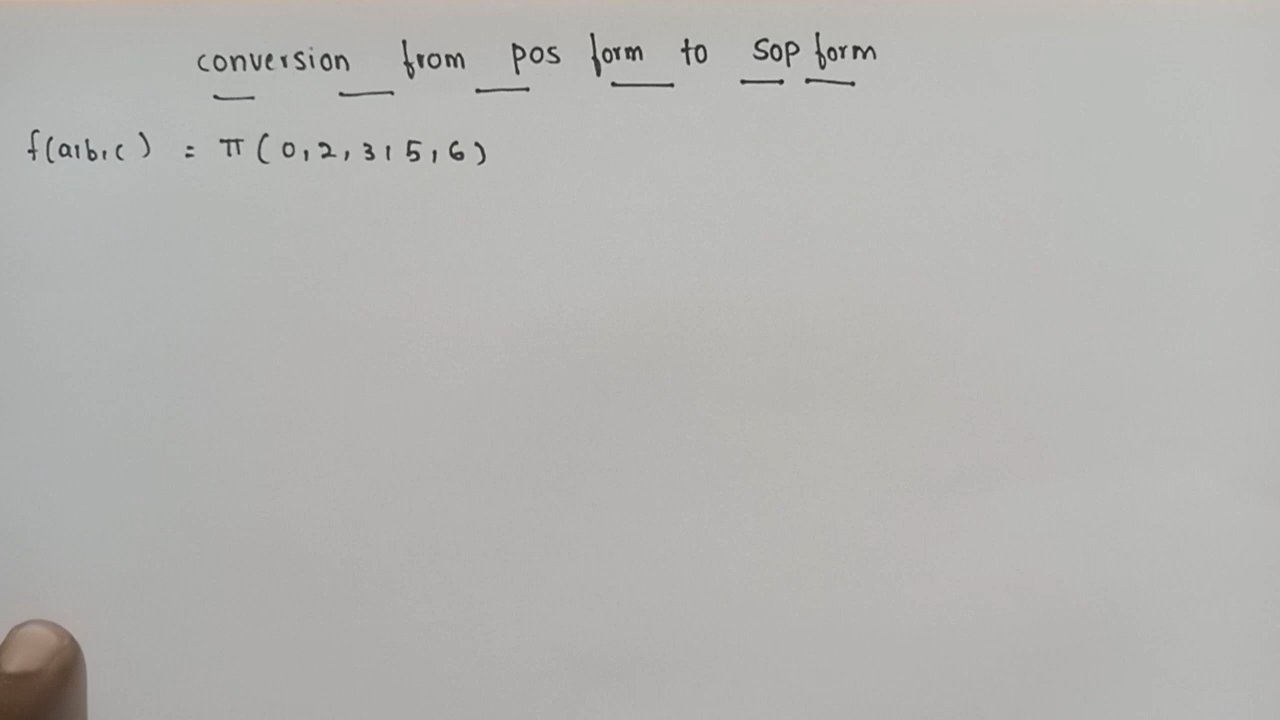 conversion from pos form to sop form
f(a,b,c) = π(0,2,3,5,6)